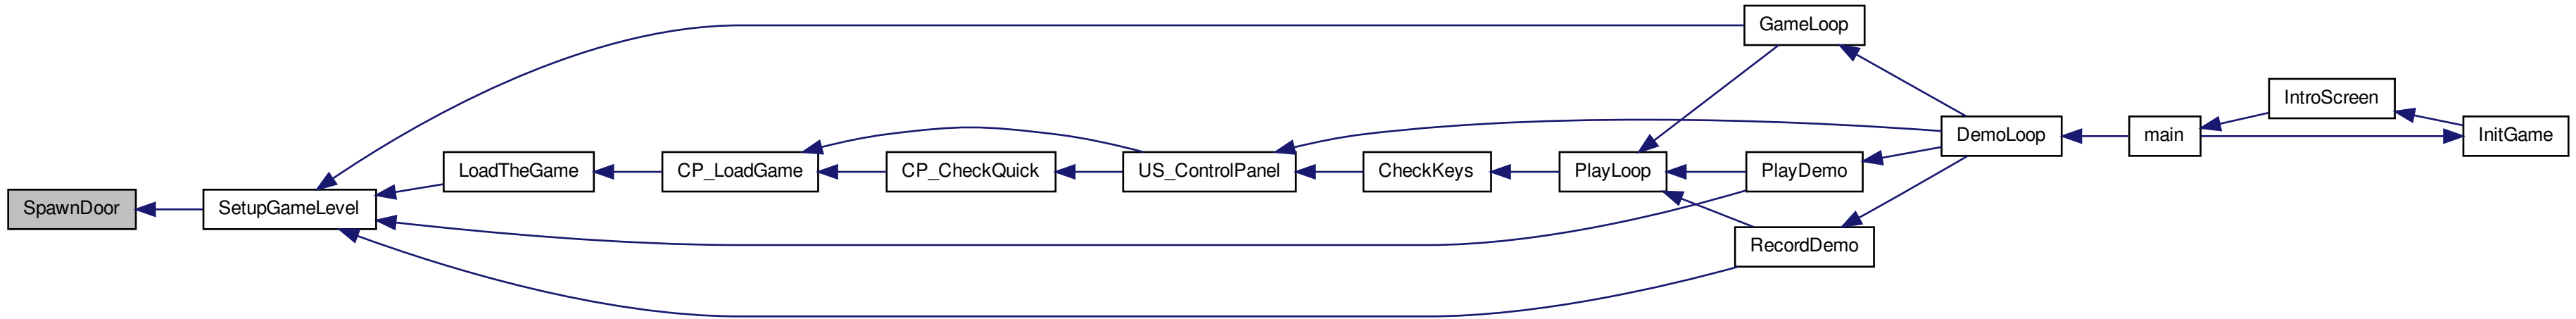 SpawnDoor
SetupGameLevel
LoadTheGame
CP_LoadGame
CP_CheckQuick
US_ControlPanel
CheckKeys
PlayLoop
GameLoop
PlayDemo
RecordDemo
DemoLoop
main
IntroScreen
InitGame